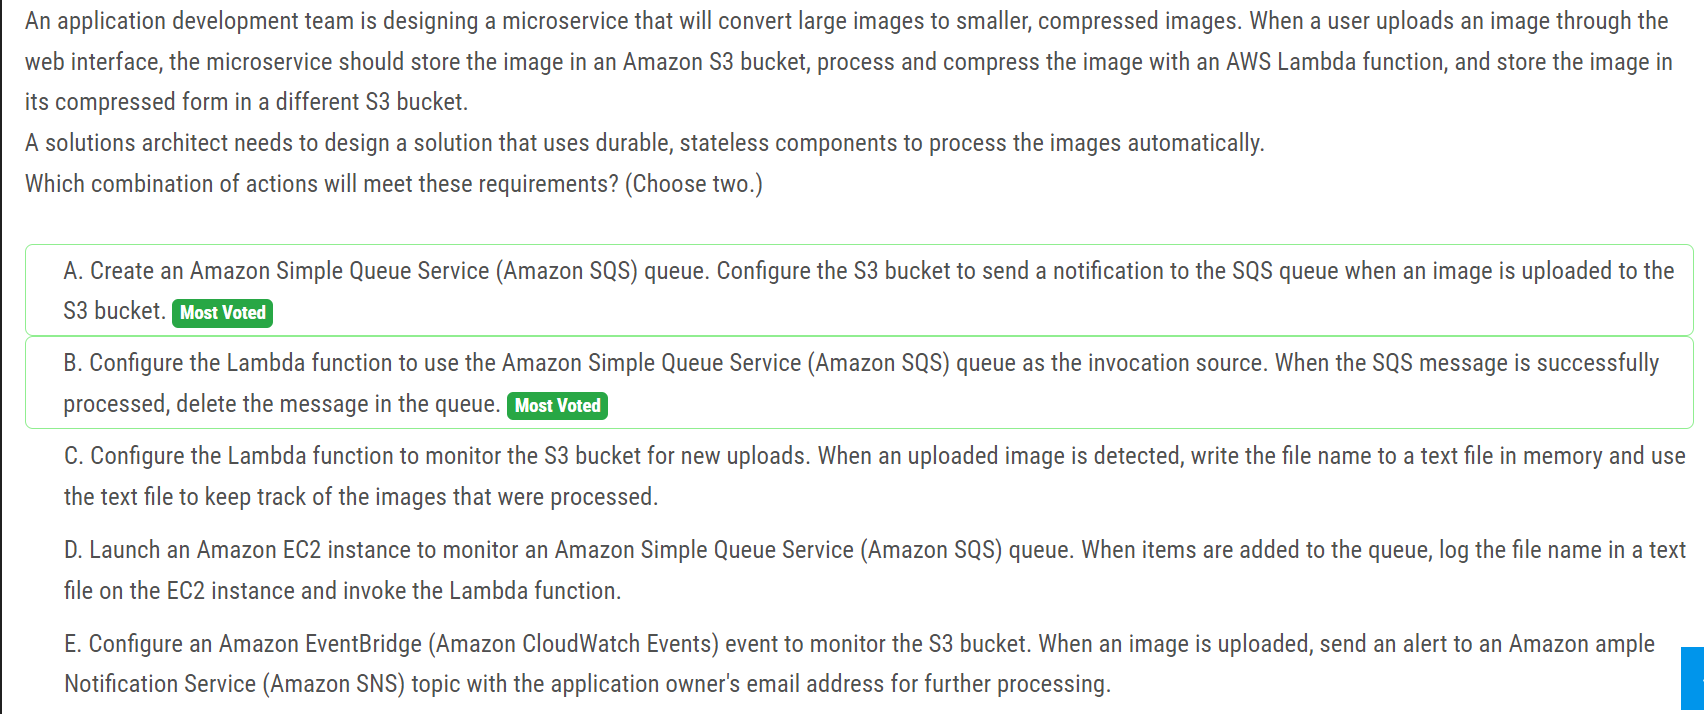 An application development team is designing a microservice that will convert large images to smaller, compressed images. When a user uploads an image through the
web interface, the microservice should store the image in an Amazon S3 bucket, process and compress the image with an AWS Lambda function, and store the image in
its compressed form in a different S3 bucket.
A solutions architect needs to design a solution that uses durable, stateless components to process the images automatically.
Which combination of actions will meet these requirements? (Choose two.)
A. Create an Amazon Simple Queue Service (Amazon SQS) queue. Configure the S3 bucket to send a notification to the SQS queue when an image is uploaded to the
S3 bucket. Most Voted
B. Configure the Lambda function to use the Amazon Simple Queue Service (Amazon SQS) queue as the invocation source. When the SQS message is successfully
processed, delete the message in the queue. Most Voted
C. Configure the Lambda function to monitor the S3 bucket for new uploads. When an uploaded image is detected, write the file name to a text file in memory and use
the text file to keep track of the images that were processed.
D. Launch an Amazon EC2 instance to monitor an Amazon Simple Queue Service (Amazon SQS) queue. When items are added to the queue, log the file name in a text
file on the EC2 instance and invoke the Lambda function.
E. Configure an Amazon EventBridge (Amazon CloudWatch Events) event to monitor the S3 bucket. When an image is uploaded, send an alert to an Amazon ample
Notification Service (Amazon SNS) topic with the application owner's email address for further processing.